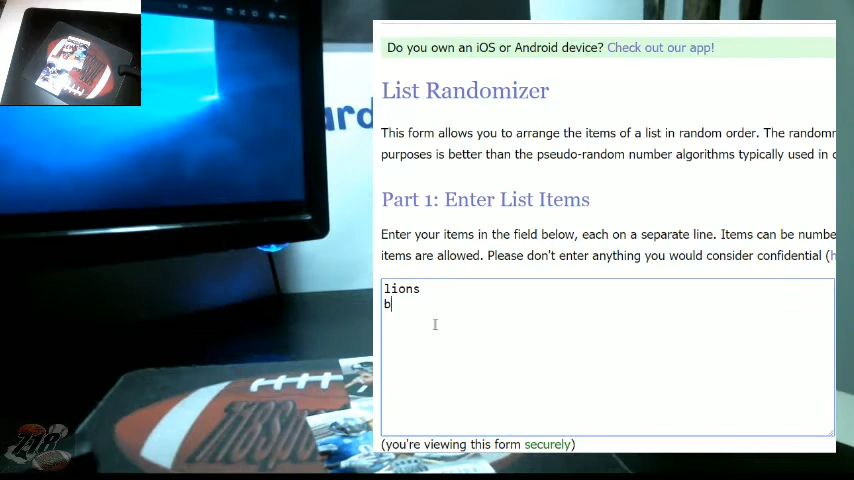 Do you own an iOS or Android device? Check out our app!
List Randomizer
This form allows you to arrange the items of a list in random order. The randomn
purposes is better than the pseudo-random number algorithms typically used in c
Part 1: Enter List Items
Enter your items in the field below, each on a separate line. Items can be numbe
items are allowed. Please don't enter anything you would consider confidential (h
lions
b
(you're viewing this form securely)
ard
718